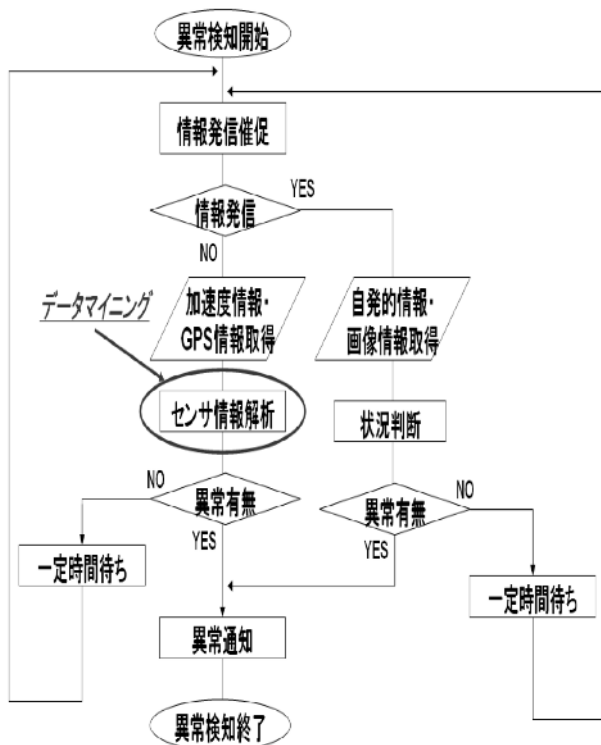 異常検知開始
情報発信催促
YES
情報発信
NO
データマイニング
加速度情報・
GPS情報取得
自発的情報・
画像情報取得
センサ情報解析
状況判断
NO
異常有無
YES
NO
異常有無
YES
一定時間待ち
一定時間待ち
異常通知
異常検知終了